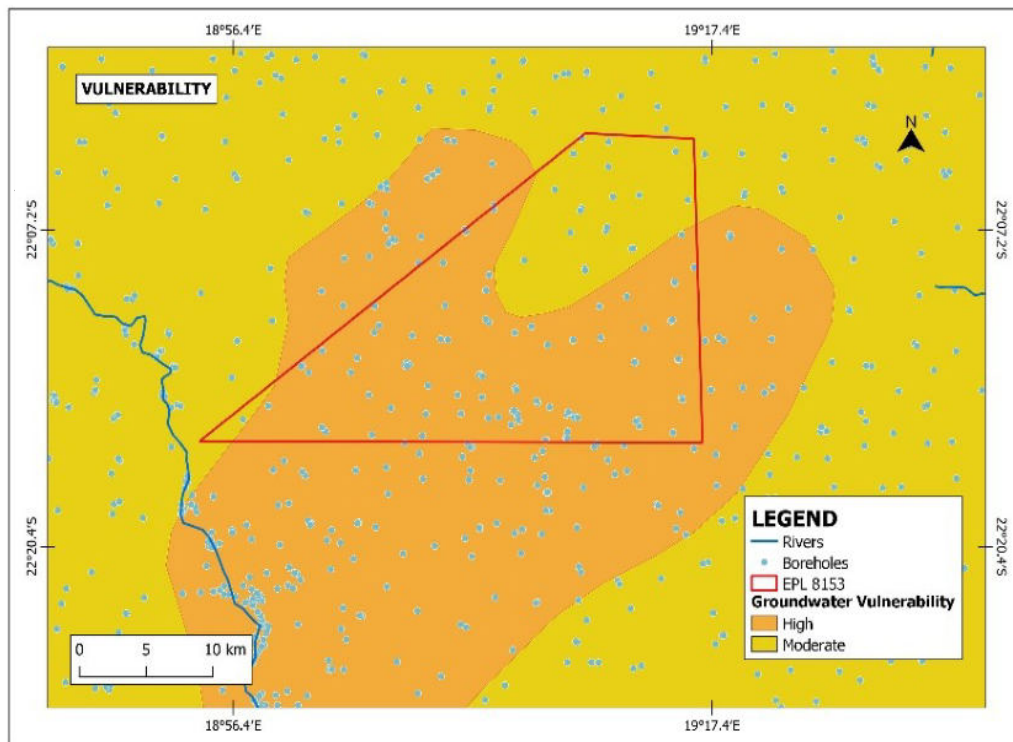 18°56.4'E 19°17.4'E
VULNERABILITY
N
22°07.2'S 22°07.2'S
22°20.4'S 22°20.4'S
LEGEND
Rivers
Boreholes
EPL 8153
Groundwater Vulnerability
High
Moderate
0 5 10 km
18°56.4'E 19°17.4'E